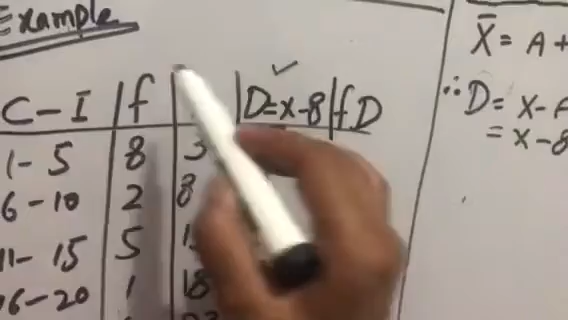 Example
C-I f D=x-8 fD
1-5 8 3
6-10 2 8
11-15 5
16-20 1 18
X̄ = A+
∴ D = x-A
= x-8